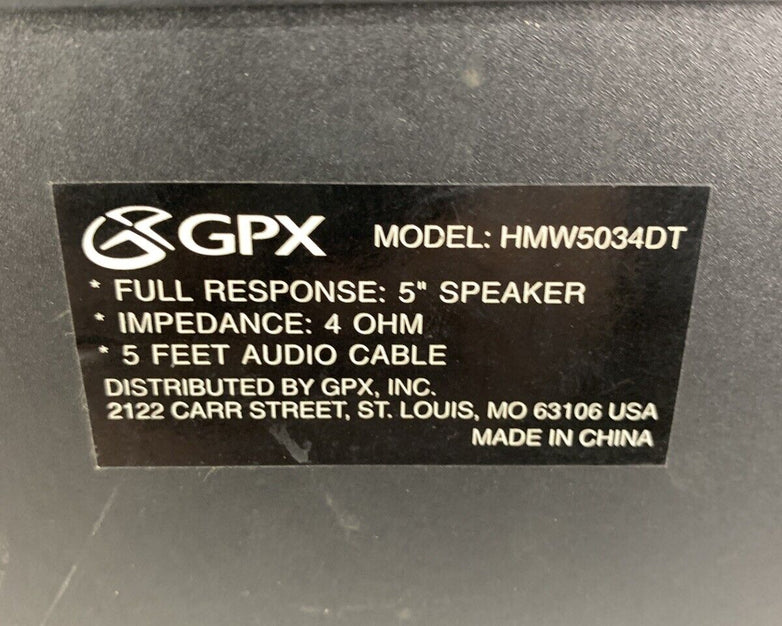 GPX MODEL: HMW5034DT
* FULL RESPONSE: 5" SPEAKER
* IMPEDANCE: 4 OHM
* 5 FEET AUDIO CABLE
DISTRIBUTED BY GPX, INC.
2122 CARR STREET, ST. LOUIS, MO 63106 USA
MADE IN CHINA